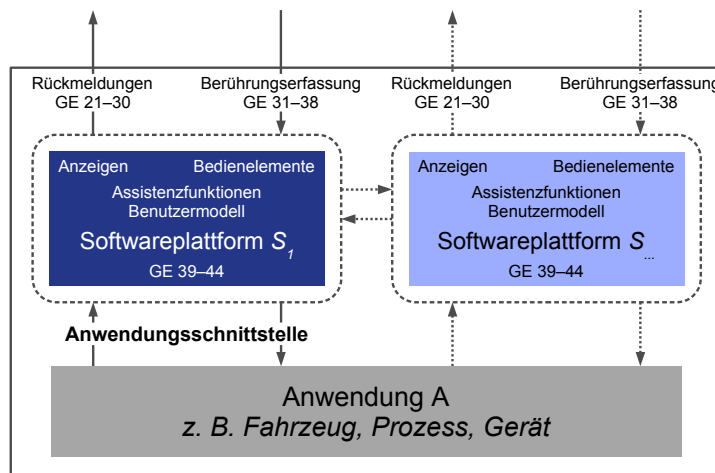 Rückmeldungen
GE 21–30
Berührungserfassung
GE 31–38
Rückmeldungen
GE 21–30
Berührungserfassung
GE 31–38
Anzeigen Bedienelemente
Assistenzfunktionen
Benutzermodell
Softwareplattform S1
GE 39–44
Anzeigen Bedienelemente
Assistenzfunktionen
Benutzermodell
Softwareplattform S...
GE 39–44
Anwendungsschnittstelle
Anwendung A
z. B. Fahrzeug, Prozess, Gerät